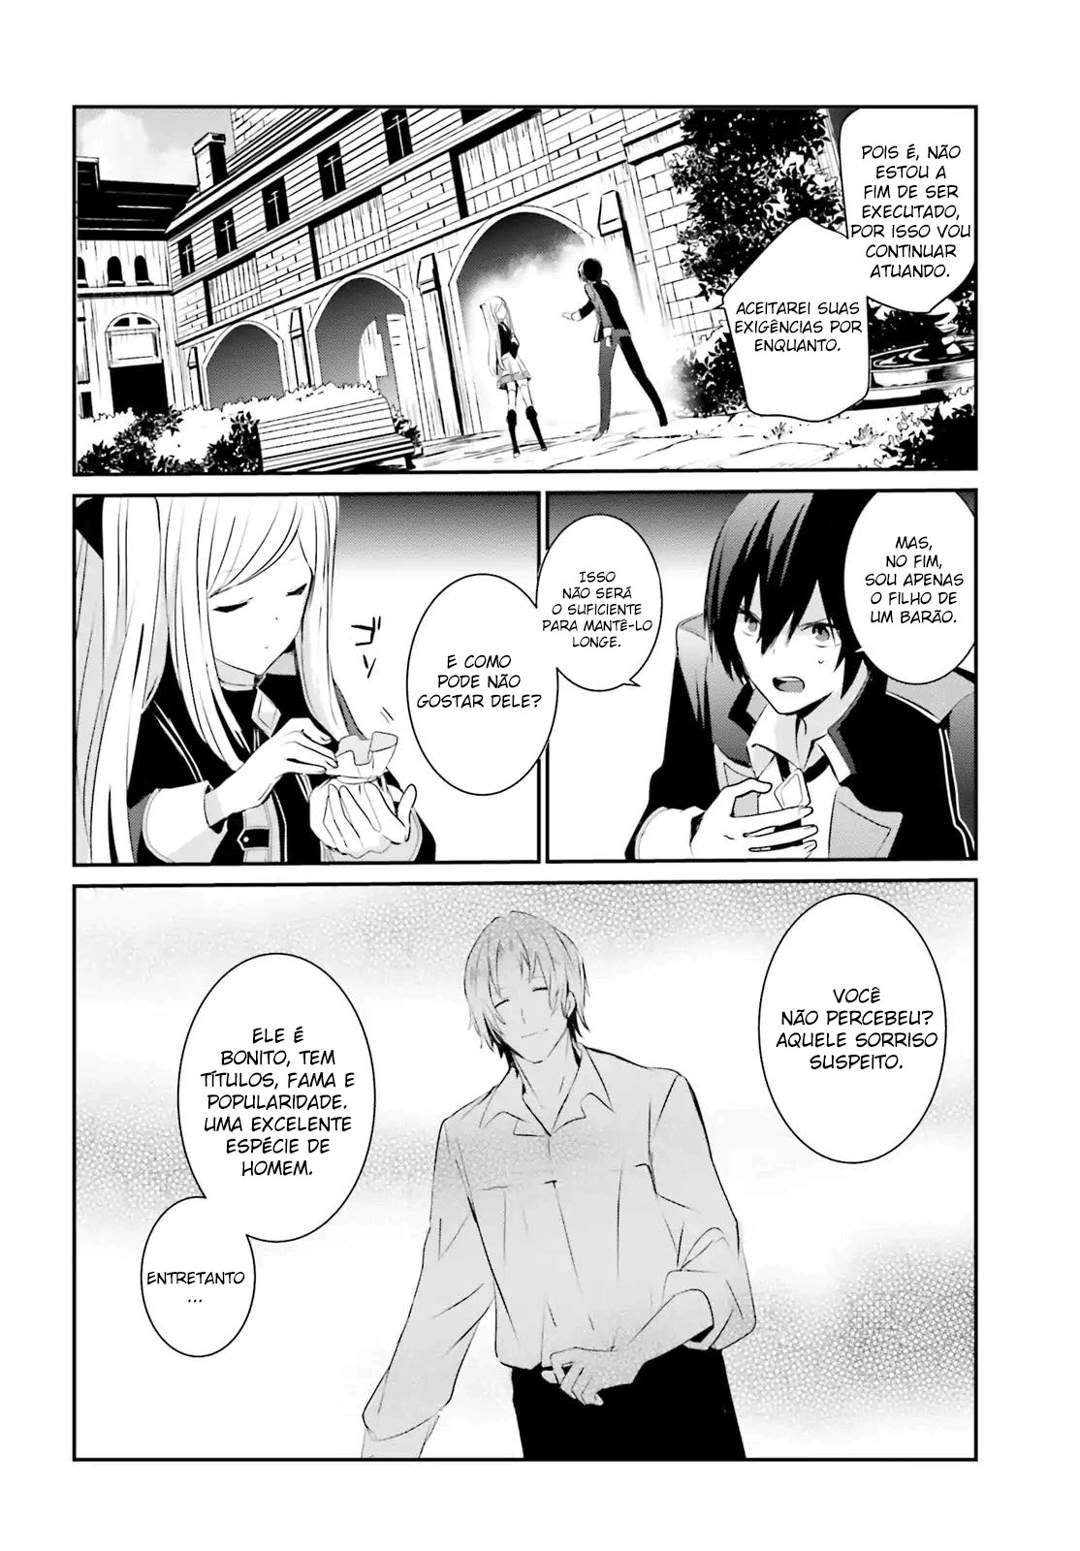 POIS É, NÃO
ESTOU A
FIM DE SER
EXECUTADO,
POR ISSO VOU
CONTINUAR
ATUANDO.
ACEITAREI SUAS
EXIGÊNCIAS POR
ENQUANTO.
MAS,
NO FIM,
SOU APENAS
O FILHO DE
UM BARÃO.
ISSO
NÃO SERÁ
O SUFICIENTE
PARA MANTÊ-LO
LONGE.
E COMO
PODE NÃO
GOSTAR DELE?
VOCÊ
NÃO PERCEBEU?
AQUELE SORRISO
SUSPEITO.
ELE É
BONITO, TEM
TÍTULOS, FAMA E
POPULARIDADE.
UMA EXCELENTE
ESPÉCIE DE
HOMEM.
ENTRETANTO
...